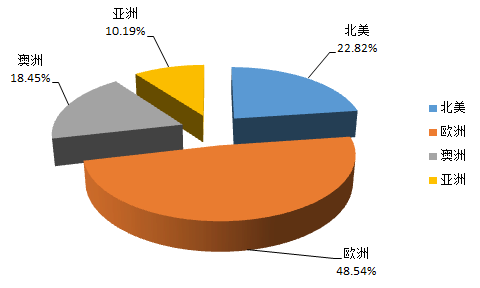 亚洲
10.19%
北美
22.82%
澳洲
18.45%
北美
欧洲
澳洲
亚洲
欧洲
48.54%